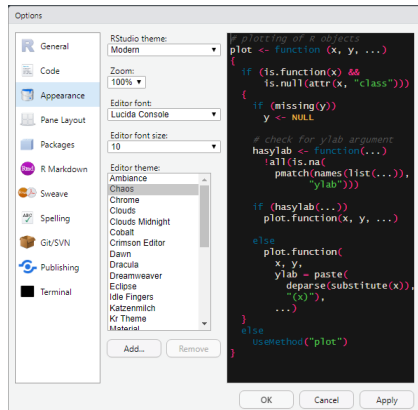 Options
General
Code
Appearance
Pane Layout
Packages
Rmd
R Markdown
Sweave
ABC
Spelling
Git/SVN
Publishing
Terminal
RStudio theme:
Modern
Zoom:
100%
Editor font:
Lucida Console
Editor font size:
10
Editor theme:
Ambiance
Chaos
Chrome
Clouds
Clouds Midnight
Cobalt
Crimson Editor
Dawn
Dracula
Dreamweaver
Eclipse
Idle Fingers
Katzenmilch
Kr Theme
Material
Add...
Remove
# plotting of R objects
plot <- function (x, y, ...)
{
if (is.function(x) &&
is.null(attr(x, "class")))
{
if (missing(y))
y <- NULL
# check for ylab argument
hasylab <- function(...)
!all(is.na(
pmatch(names(list(...)),
"ylab")))
if (hasylab(...))
plot.function(x, y, ...)
else
plot.function(
x, y,
ylab = paste(
deparse(substitute(x)),
"(x)"),
...)
}
else
UseMethod("plot")
}
OK
Cancel
Apply